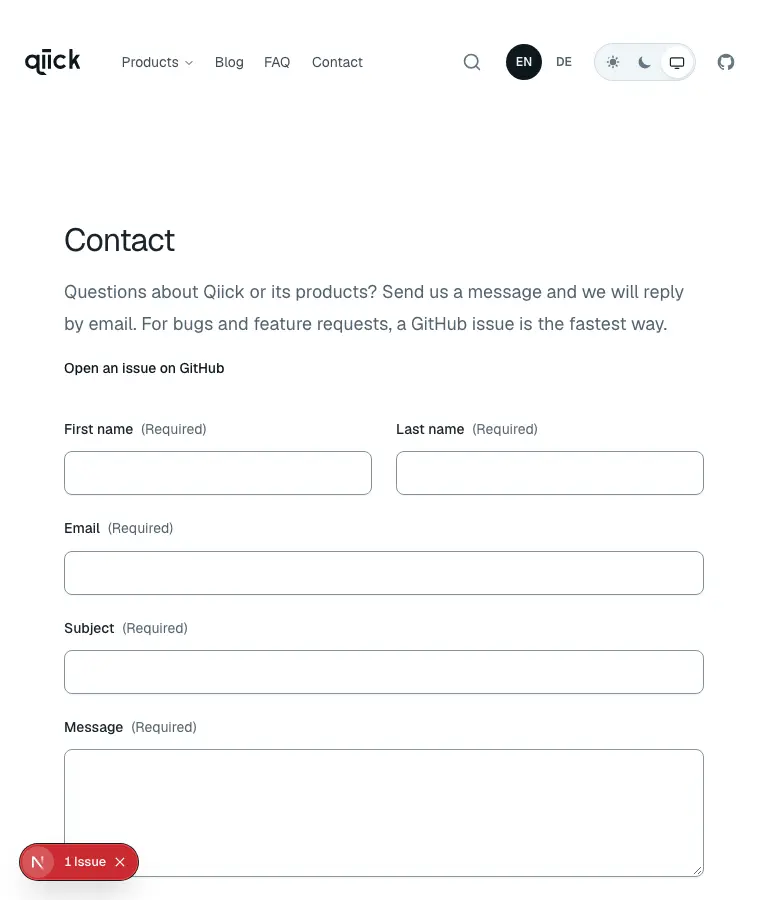 qiick
Products
Blog
FAQ
Contact
EN
DE
Contact
Questions about Qiick or its products? Send us a message and we will reply
by email. For bugs and feature requests, a GitHub issue is the fastest way.
Open an issue on GitHub
First name (Required)
Last name (Required)
Email (Required)
Subject (Required)
Message (Required)
N
1 Issue